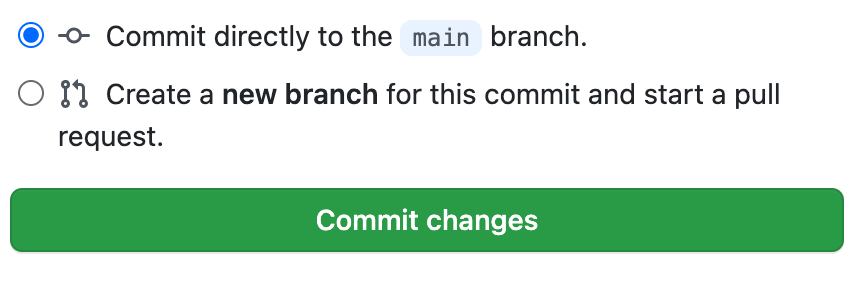 Commit directly to the main branch.
Create a new branch for this commit and start a pull
request.
Commit changes